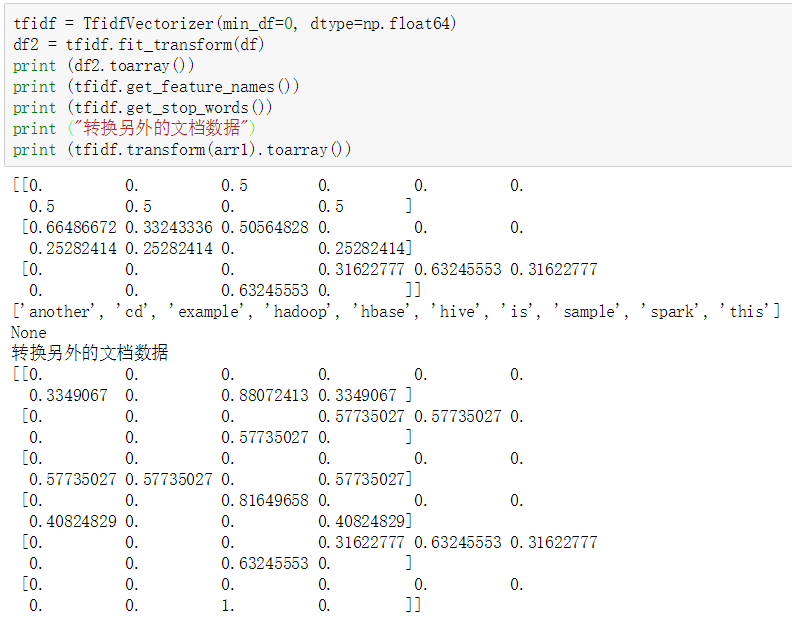 tfidf = TfidfVectorizer(min_df=0, dtype=np.float64)
df2 = tfidf.fit_transform(df)
print (df2.toarray())
print (tfidf.get_feature_names())
print (tfidf.get_stop_words())
print ("转换另外的文档数据")
print (tfidf.transform(arr1).toarray())
[[0. 0. 0.5 0. 0. 0.
0.5 0.5 0. 0.5 ]
[0.66486672 0.33243336 0.50564828 0. 0. 0.
0.25282414 0.25282414 0. 0.25282414]
[0. 0. 0. 0.31622777 0.63245553 0.31622777
0. 0. 0.63245553 0. ]]
['another', 'cd', 'example', 'hadoop', 'hbase', 'hive', 'is', 'sample', 'spark', 'this']
None
转换另外的文档数据
[[0. 0. 0. 0. 0. 0.
0.3349067 0. 0.88072413 0.3349067 ]
[0. 0. 0. 0.57735027 0.57735027 0.
0. 0. 0.57735027 0. ]
[0. 0. 0. 0. 0. 0.
0.57735027 0.57735027 0. 0.57735027]
[0. 0. 0.81649658 0. 0. 0.
0.40824829 0. 0. 0.40824829]
[0. 0. 0. 0.31622777 0.63245553 0.31622777
0. 0. 0.63245553 0. ]
[0. 0. 0. 0. 0. 0.
0. 0. 1. 0. ]]